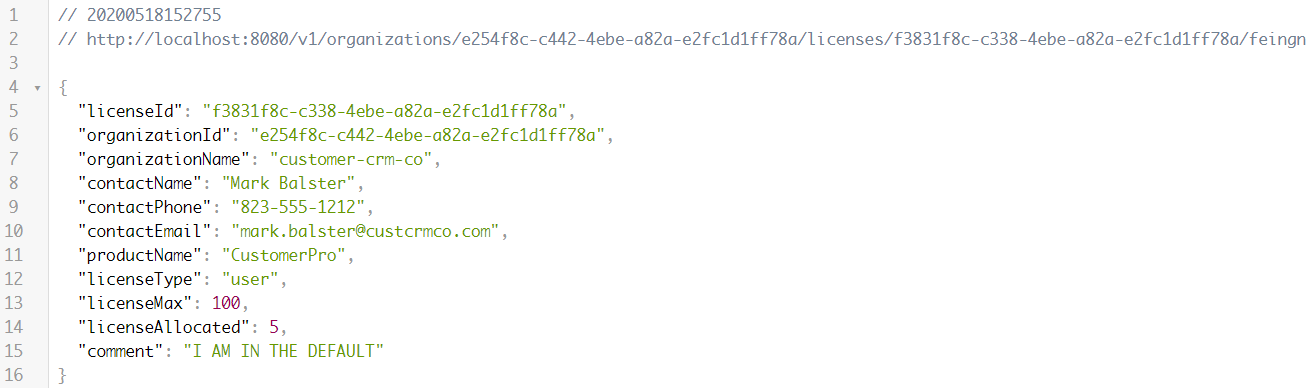 1 // 20200518152755
2 // http://localhost:8080/v1/organizations/e254f8c-c442-4ebe-a82a-e2fc1d1ff78a/licenses/f3831f8c-c338-4ebe-a82a-e2fc1d1ff78a/feingn
3
4 {
5 "licenseId": "f3831f8c-c338-4ebe-a82a-e2fc1d1ff78a",
6 "organizationId": "e254f8c-c442-4ebe-a82a-e2fc1d1ff78a",
7 "organizationName": "customer-crm-co",
8 "contactName": "Mark Balster",
9 "contactPhone": "823-555-1212",
10 "contactEmail": "mark.balster@custcrmco.com",
11 "productName": "CustomerPro",
12 "licenseType": "user",
13 "licenseMax": 100,
14 "licenseAllocated": 5,
15 "comment": "I AM IN THE DEFAULT"
16 }